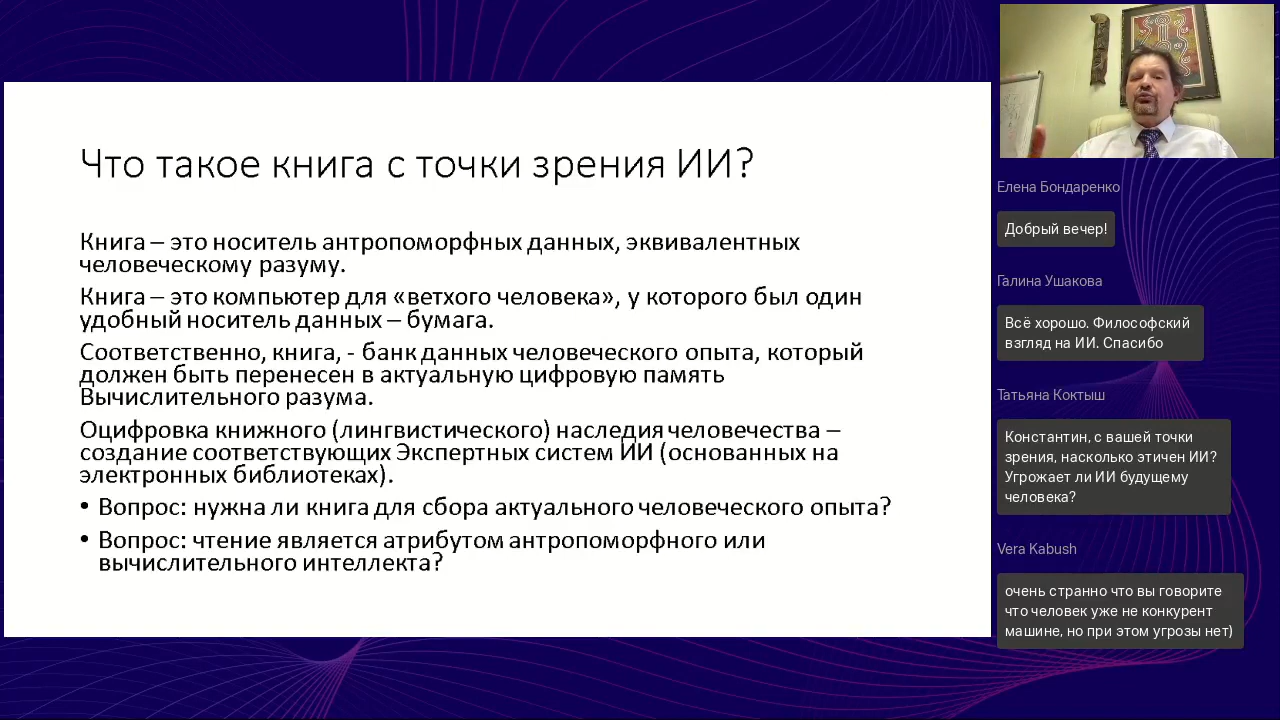 Что такое книга с точки зрения ИИ?
Книга – это носитель антропоморфных данных, эквивалентных
человеческому разуму.
Книга – это компьютер для «ветхого человека», у которого был один
удобный носитель данных – бумага.
Соответственно, книга, - банк данных человеческого опыта, который
должен быть перенесен в актуальную цифровую память
Вычислительного разума.
Оцифровка книжного (лингвистического) наследия человечества –
создание соответствующих Экспертных систем ИИ (основанных на
электронных библиотеках).
• Вопрос: нужна ли книга для сбора актуального человеческого опыта?
• Вопрос: чтение является атрибутом антропоморфного или
вычислительного интеллекта?
Елена Бондаренко
Добрый вечер!
Галина Ушакова
Всё хорошо. Философский
взгляд на ИИ. Спасибо
Татьяна Коктыш
Константин, с вашей точки
зрения, насколько этичен ИИ?
Угрожает ли ИИ будущему
человека?
Vera Kabush
очень странно что вы говорите
что человек уже не конкурент
машине, но при этом угрозы нет)